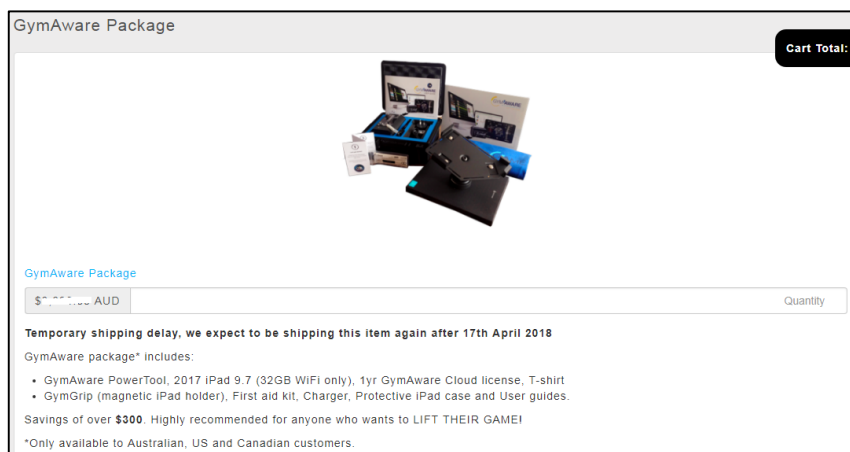 GymAware Package
Cart Total:
GymAware Package
AUD
Quantity
Temporary shipping delay, we expect to be shipping this item again after 17th April 2018
GymAware package* includes:
• GymAware PowerTool, 2017 iPad 9.7 (32GB WiFi only), 1yr GymAware Cloud license, T-shirt
• GymGrip (magnetic iPad holder), First aid kit, Charger, Protective iPad case and User guides.
Savings of over $300. Highly recommended for anyone who wants to LIFT THEIR GAME!
*Only available to Australian, US and Canadian customers.